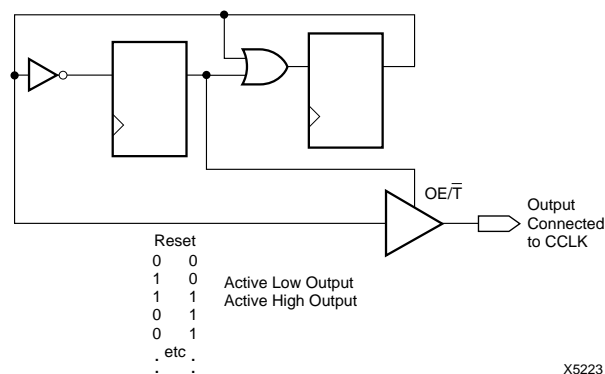 OE/T̅
Output
Connected
to CCLK
Reset
0 0
1 0
1 1
0 1
0 1
Active Low Output
Active High Output
etc
. .
. .
X5223